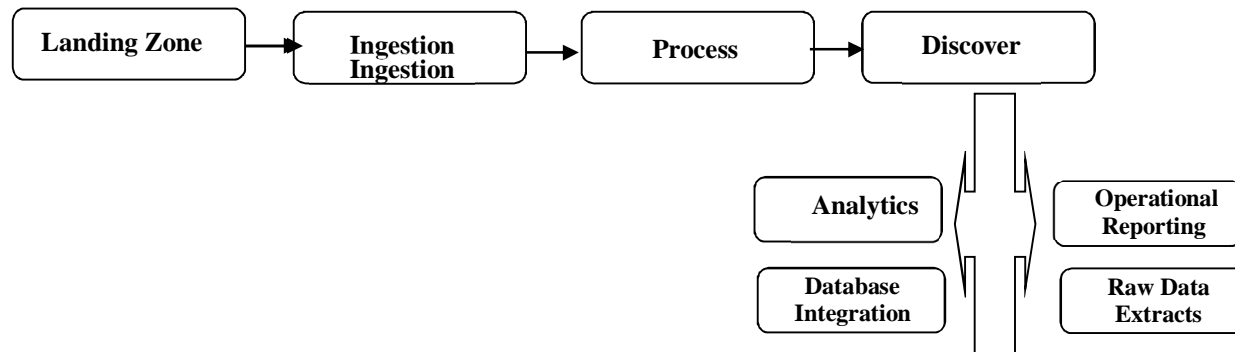 Landing Zone
Ingestion
Ingestion
Process
Discover
Analytics
Operational
Reporting
Database
Integration
Raw Data
Extracts